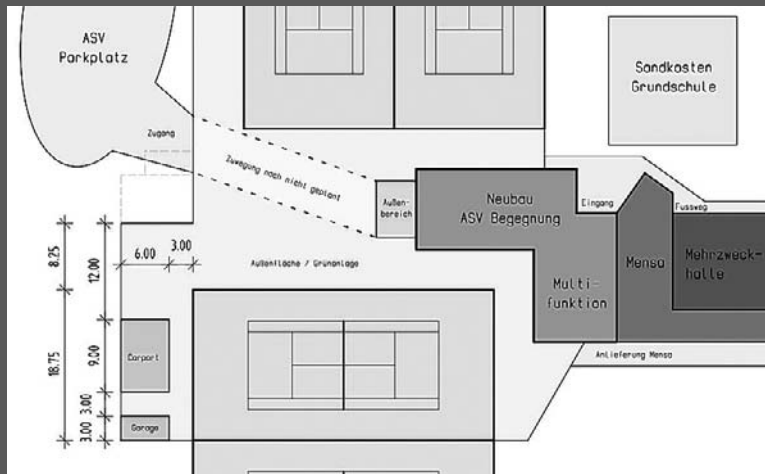 ASV
Parkplatz
Sandkasten
Grundschule
Zugang
Zuwegung noch nicht geplant
Außen-
bereich
Neubau
ASV Begegnung
Eingang
Fussweg
Mensa
Mehrzweck-
halle
Multi-
funktion
Anlieferung Mensa
Außenfläche / Grünanlage
6.00
3.00
8.25
12.00
18.75
9.00
3.00
3.00
Carport
Garage